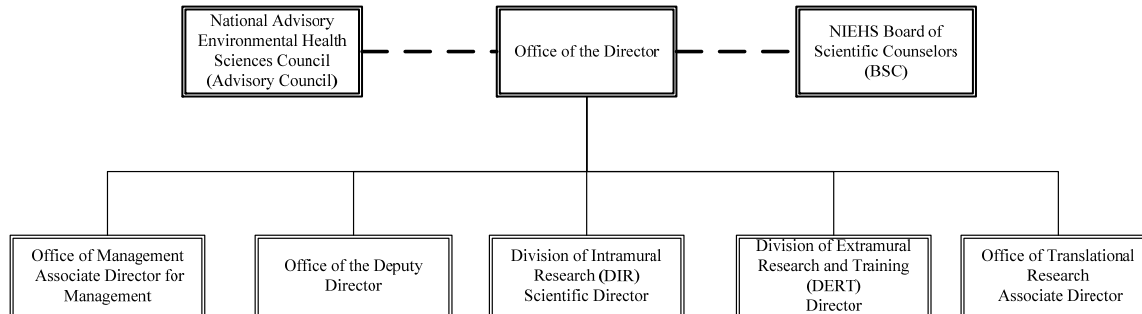 National Advisory
Environmental Health
Sciences Council
(Advisory Council)
Office of the Director
NIEHS Board of
Scientific Counselors
(BSC)
Office of Management
Associate Director for
Management
Office of the Deputy
Director
Division of Intramural
Research (DIR)
Scientific Director
Division of Extramural
Research and Training
(DERT)
Director
Office of Translational
Research
Associate Director